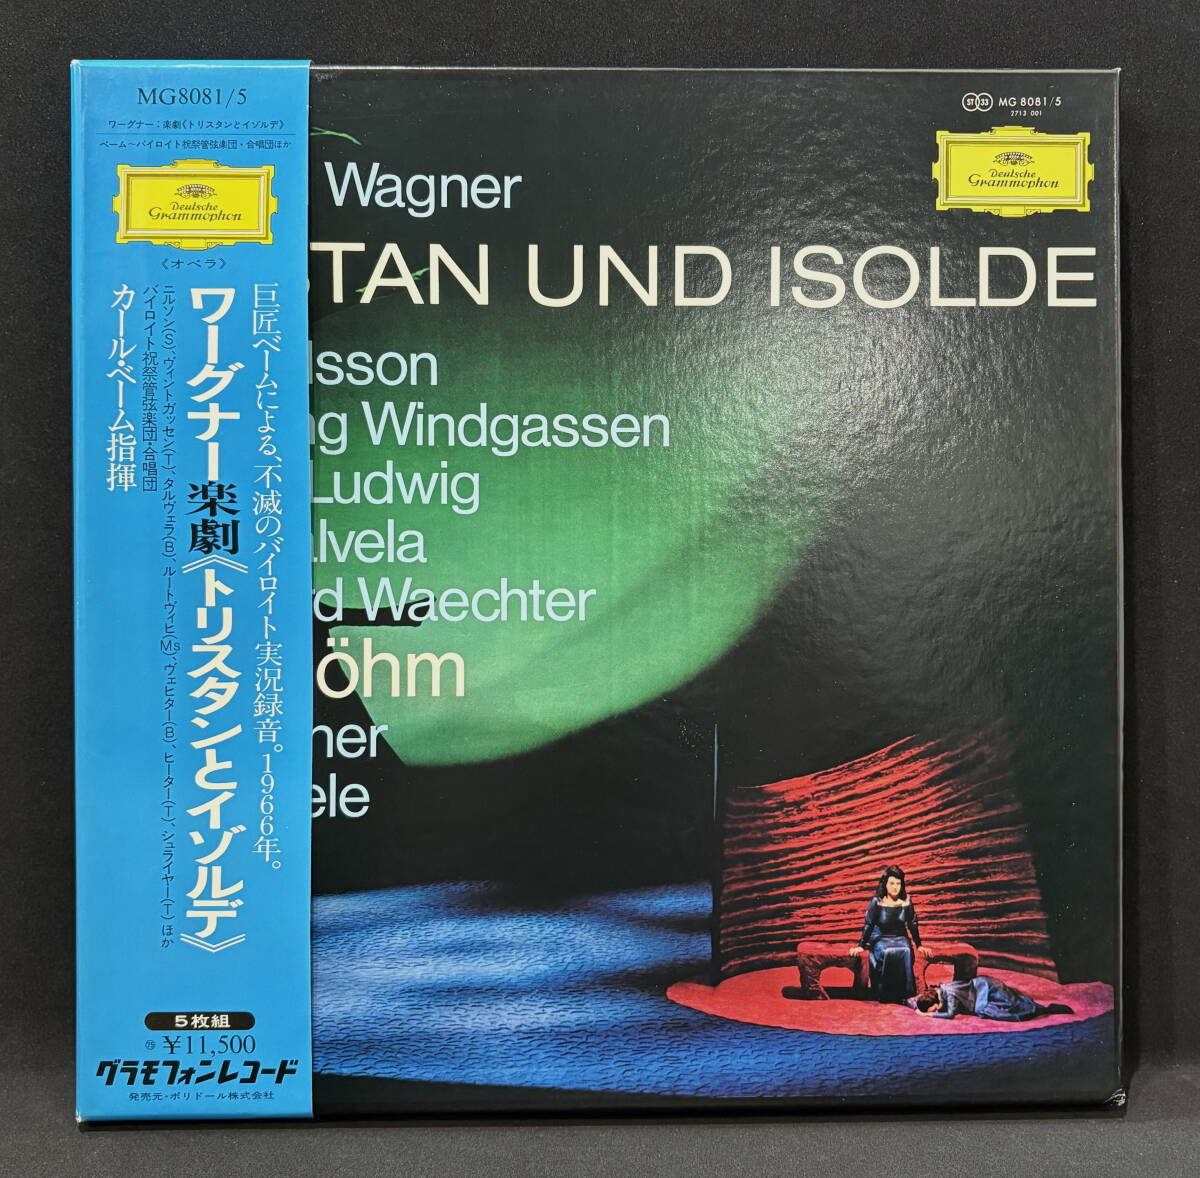 MG8081/5
ワーグナー:楽劇《トリスタンとイゾルデ》
ベーム〜バイロイト祝祭管弦楽団・合唱団ほか
Deutsche
Grammophon
《オペラ》
巨匠ベームによる、不滅のバイロイト実況録音。1966年。
ワーグナー 楽劇《トリスタンとイゾルデ》
ニルソン(S)、ヴィントガッセン(T)、タルヴェラ(B)、ルートヴィヒ(Ms)、ヴェヒター(B)、ヒーター(T)、シュライヤー(T) ほか
バイロイト祝祭管弦楽団・合唱団
カール・ベーム指揮
5枚組
75 ¥11,500
グラモフォンレコード
発売元・ポリドール株式会社
ST 33 MG 8081/5
2713 001
Deutsche
Grammophon
Wagner
STAN UND ISOLDE
lsson
ng Windgassen
Ludwig
alvela
rd Waechter
öhm
ner
ele